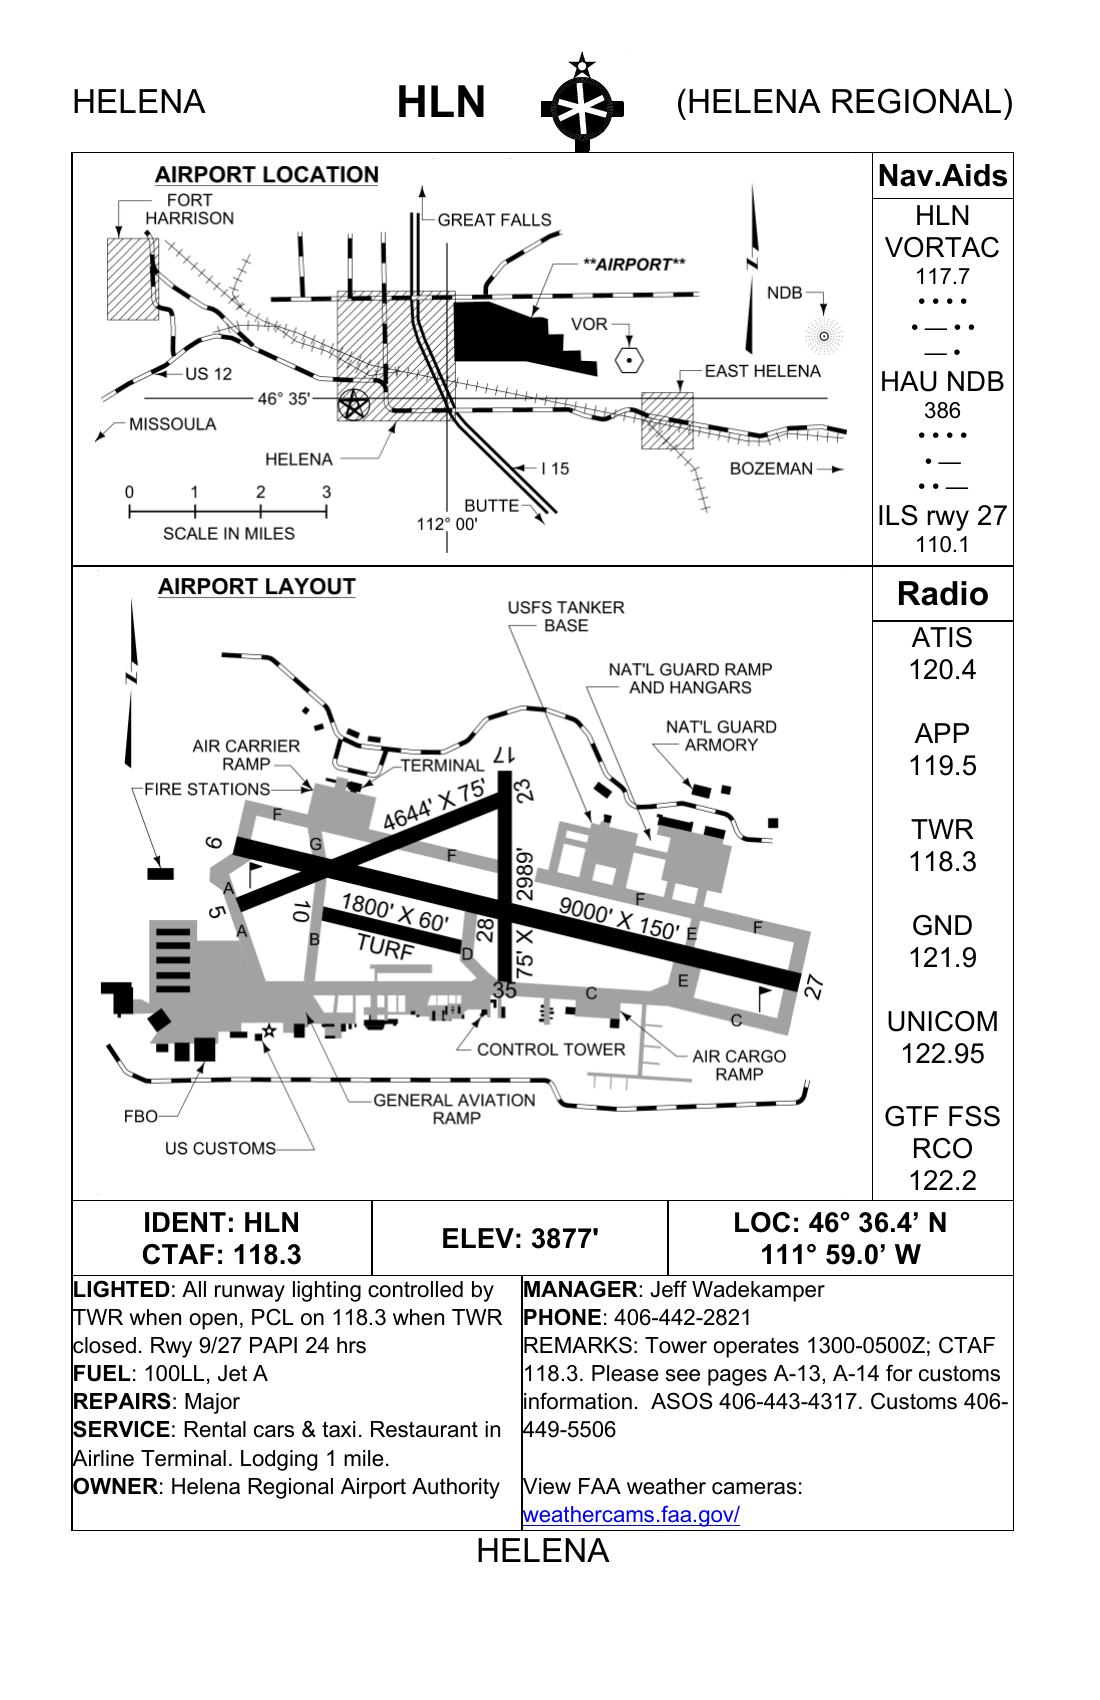 HELENA
HLN
(HELENA REGIONAL)
AIRPORT LOCATION
FORT
HARRISON
GREAT FALLS
**AIRPORT**
N
NDB
VOR
US 12
EAST HELENA
46° 35'
MISSOULA
HELENA
I 15
BOZEMAN
0 1 2 3
SCALE IN MILES
BUTTE
112° 00'
Nav.Aids
HLN
VORTAC
117.7
• • • •
• — • •
— •
HAU NDB
386
• • • •
• —
• • —
ILS rwy 27
110.1
AIRPORT LAYOUT
N
USFS TANKER
BASE
NAT'L GUARD RAMP
AND HANGARS
NAT'L GUARD
ARMORY
AIR CARRIER
RAMP
TERMINAL
FIRE STATIONS
17
23
4644' X 75'
F
G
F
9
A
5
A
10
B
1800' X 60'
TURF
28
D
75' X 2989'
9000' X 150'
F
E
F
E
27
35
C
C
CONTROL TOWER
AIR CARGO
RAMP
GENERAL AVIATION
RAMP
FBO
US CUSTOMS
Radio
ATIS
120.4
APP
119.5
TWR
118.3
GND
121.9
UNICOM
122.95
GTF FSS
RCO
122.2
IDENT: HLN
CTAF: 118.3
ELEV: 3877'
LOC: 46° 36.4’ N
111° 59.0’ W
LIGHTED: All runway lighting controlled by
TWR when open, PCL on 118.3 when TWR
closed. Rwy 9/27 PAPI 24 hrs
FUEL: 100LL, Jet A
REPAIRS: Major
SERVICE: Rental cars & taxi. Restaurant in
Airline Terminal. Lodging 1 mile.
OWNER: Helena Regional Airport Authority
MANAGER: Jeff Wadekamper
PHONE: 406-442-2821
REMARKS: Tower operates 1300-0500Z; CTAF
118.3. Please see pages A-13, A-14 for customs
information.  ASOS 406-443-4317. Customs 406-
449-5506
View FAA weather cameras:
weathercams.faa.gov/
HELENA